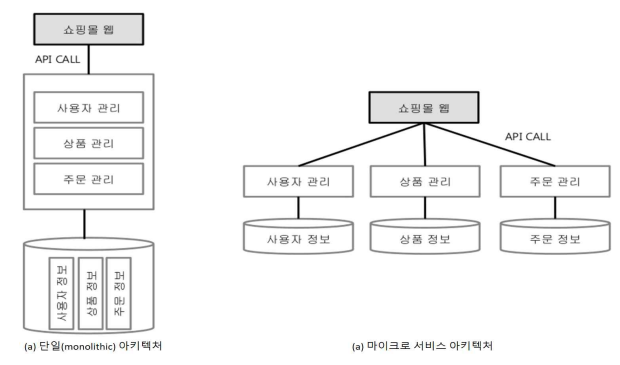 쇼핑몰 웹
API CALL
사용자 관리
상품 관리
주문 관리
사용자 정보
상품 정보
주문 정보
(a) 단일(monolithic) 아키텍처
쇼핑몰 웹
API CALL
사용자 관리
상품 관리
주문 관리
사용자 정보
상품 정보
주문 정보
(a) 마이크로 서비스 아키텍처